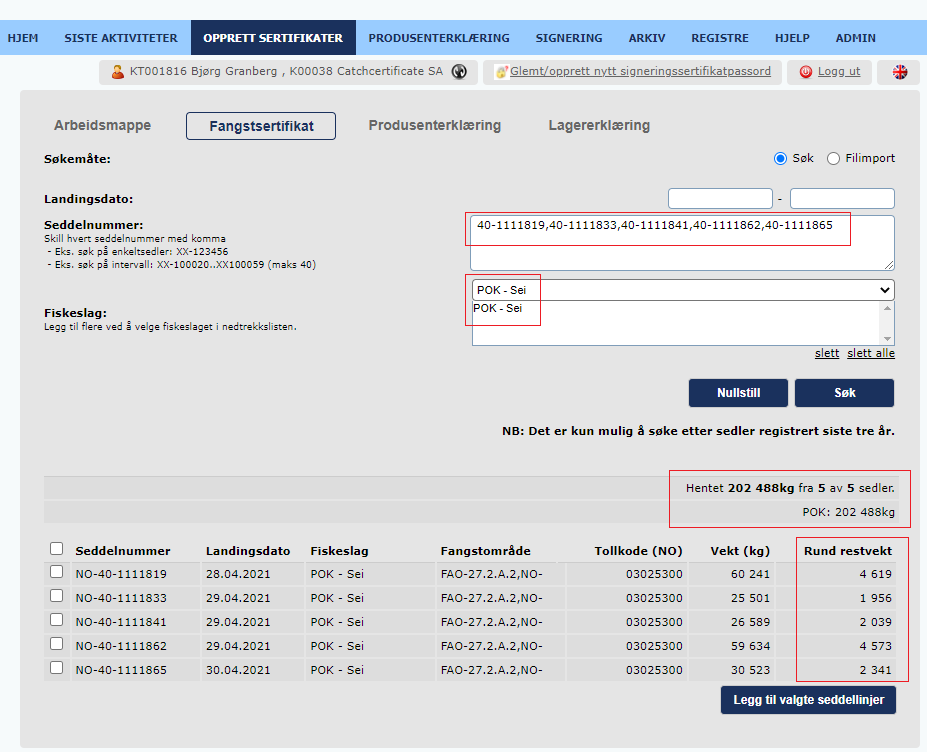 HJEM SISTE AKTIVITETER OPPRETT SERTIFIKATER PRODUSENTERKLÆRING SIGNERING ARKIV REGISTRE HJELP ADMIN
KT001816 Bjørg Granberg , K00038 Catchcertificate SA Glemt/opprett nytt signeringssertifikatpassord Logg ut
Arbeidsmappe Fangstsertifikat Produsenterklæring Lagererklæring
Søkemåte: Søk Filimport
Landingsdato: -
Seddelnummer:
Skill hvert seddelnummer med komma
- Eks. søk på enkeltsedler: XX-123456
- Eks. søk på intervall: XX-100020..XX100059 (maks 40)
40-1111819,40-1111833,40-1111841,40-1111862,40-1111865
POK - Sei
POK - Sei
Fiskeslag:
Legg til flere ved å velge fiskeslaget i nedtrekkslisten.
slett slett alle
Nullstill Søk
NB: Det er kun mulig å søke etter sedler registrert siste tre år.
Hentet 202 488kg fra 5 av 5 sedler.
POK: 202 488kg
Seddelnummer Landingsdato Fiskeslag Fangstområde Tollkode (NO) Vekt (kg) Rund restvekt
NO-40-1111819 28.04.2021 POK - Sei FAO-27.2.A.2,NO- 03025300 60 241 4 619
NO-40-1111833 29.04.2021 POK - Sei FAO-27.2.A.2,NO- 03025300 25 501 1 956
NO-40-1111841 29.04.2021 POK - Sei FAO-27.2.A.2,NO- 03025300 26 589 2 039
NO-40-1111862 29.04.2021 POK - Sei FAO-27.2.A.2,NO- 03025300 59 634 4 573
NO-40-1111865 30.04.2021 POK - Sei FAO-27.2.A.2,NO- 03025300 30 523 2 341
Legg til valgte seddellinjer